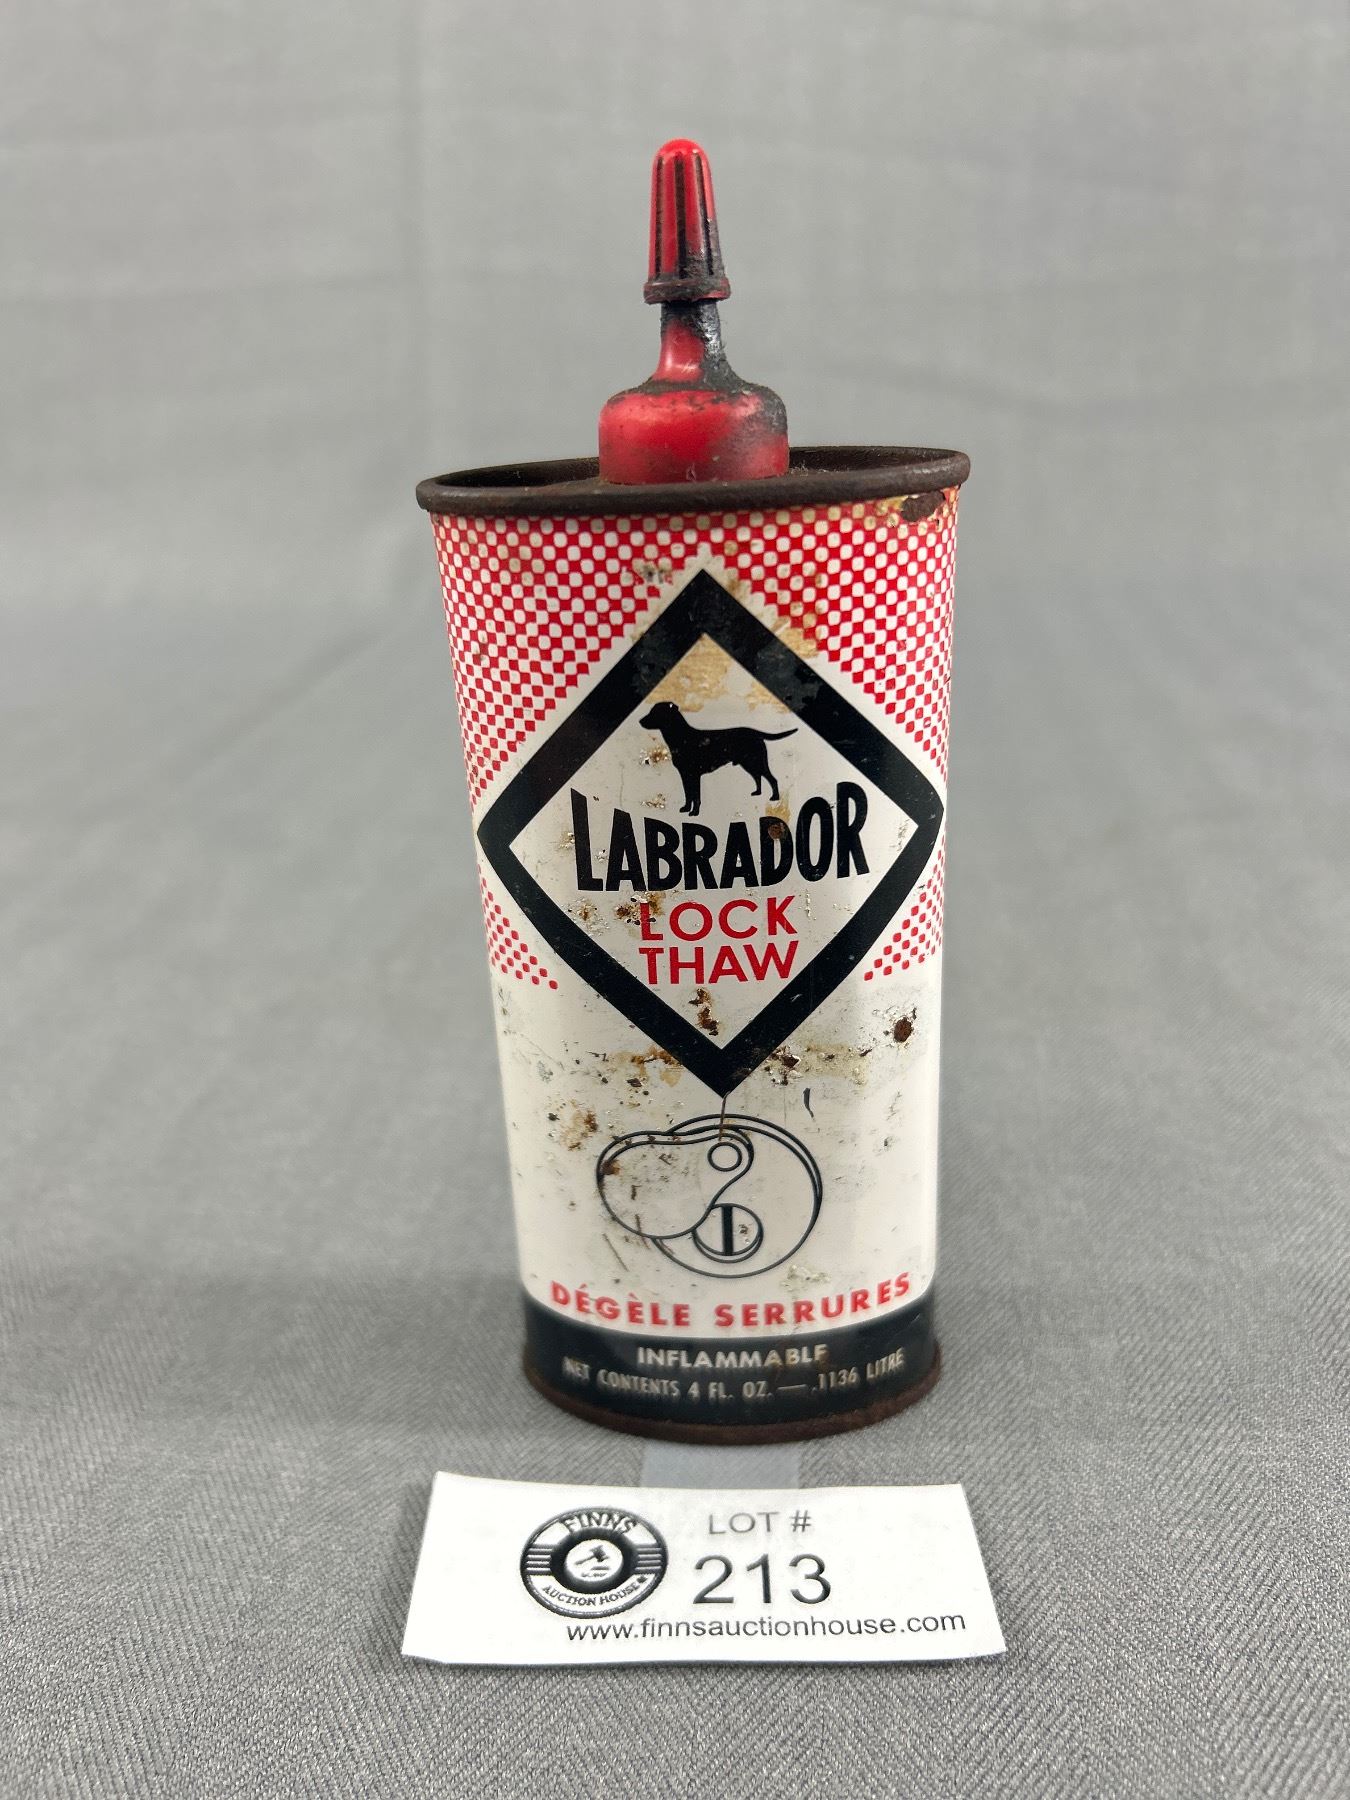 LABRADOR
LOCK
THAW
DÉGÈLE SERRURES
INFLAMMABLE
NET CONTENTS 4 FL. OZ. — .1136 LITRE
FINNS
AUCTION HOUSE
LOT #
213
www.finnsauctionhouse.com